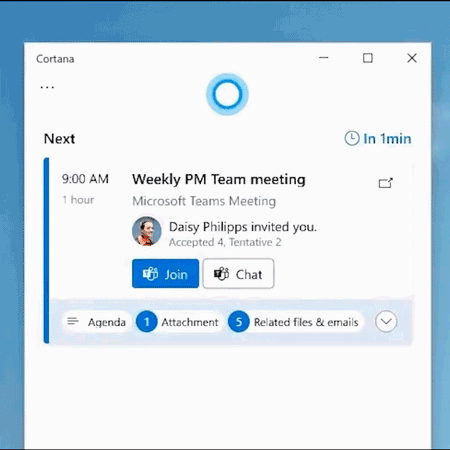 Cortana
...
Next
In 1min
9:00 AM
Weekly PM Team meeting
1 hour
Microsoft Teams Meeting
Daisy Philipps invited you.
Accepted 4, Tentative 2
Join
Chat
Agenda
1 Attachment
5 Related files & emails